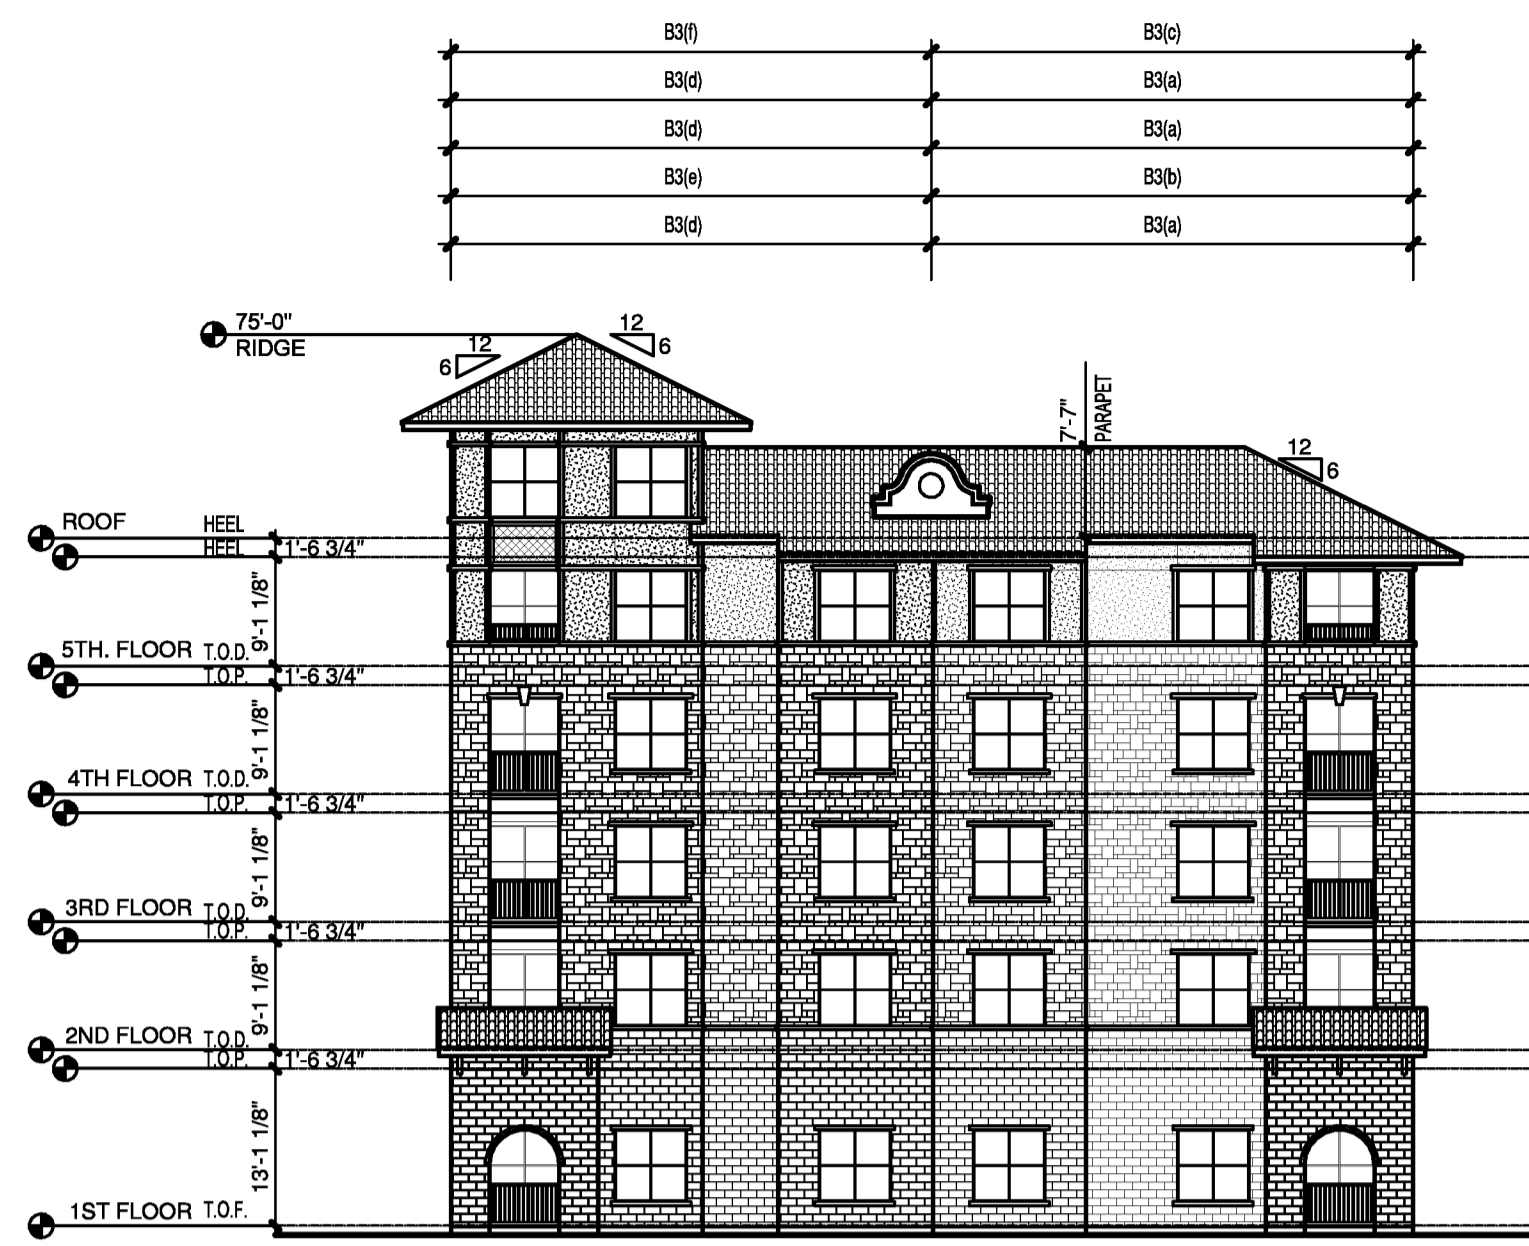 B3(f) B3(c)
B3(d) B3(a)
B3(d) B3(a)
B3(e) B3(b)
B3(d) B3(a)
75'-0"
RIDGE
12
6
12
6
7'-7"
PARAPET
12
6
ROOF HEEL
HEEL 1'-6 3/4"
9'-1 1/8"
5TH. FLOOR T.O.D.
T.O.P. 1'-6 3/4"
9'-1 1/8"
4TH FLOOR T.O.D.
T.O.P. 1'-6 3/4"
9'-1 1/8"
3RD FLOOR T.O.D.
T.O.P. 1'-6 3/4"
9'-1 1/8"
2ND FLOOR T.O.D.
T.O.P. 1'-6 3/4"
13'-1 1/8"
1ST FLOOR T.O.F.